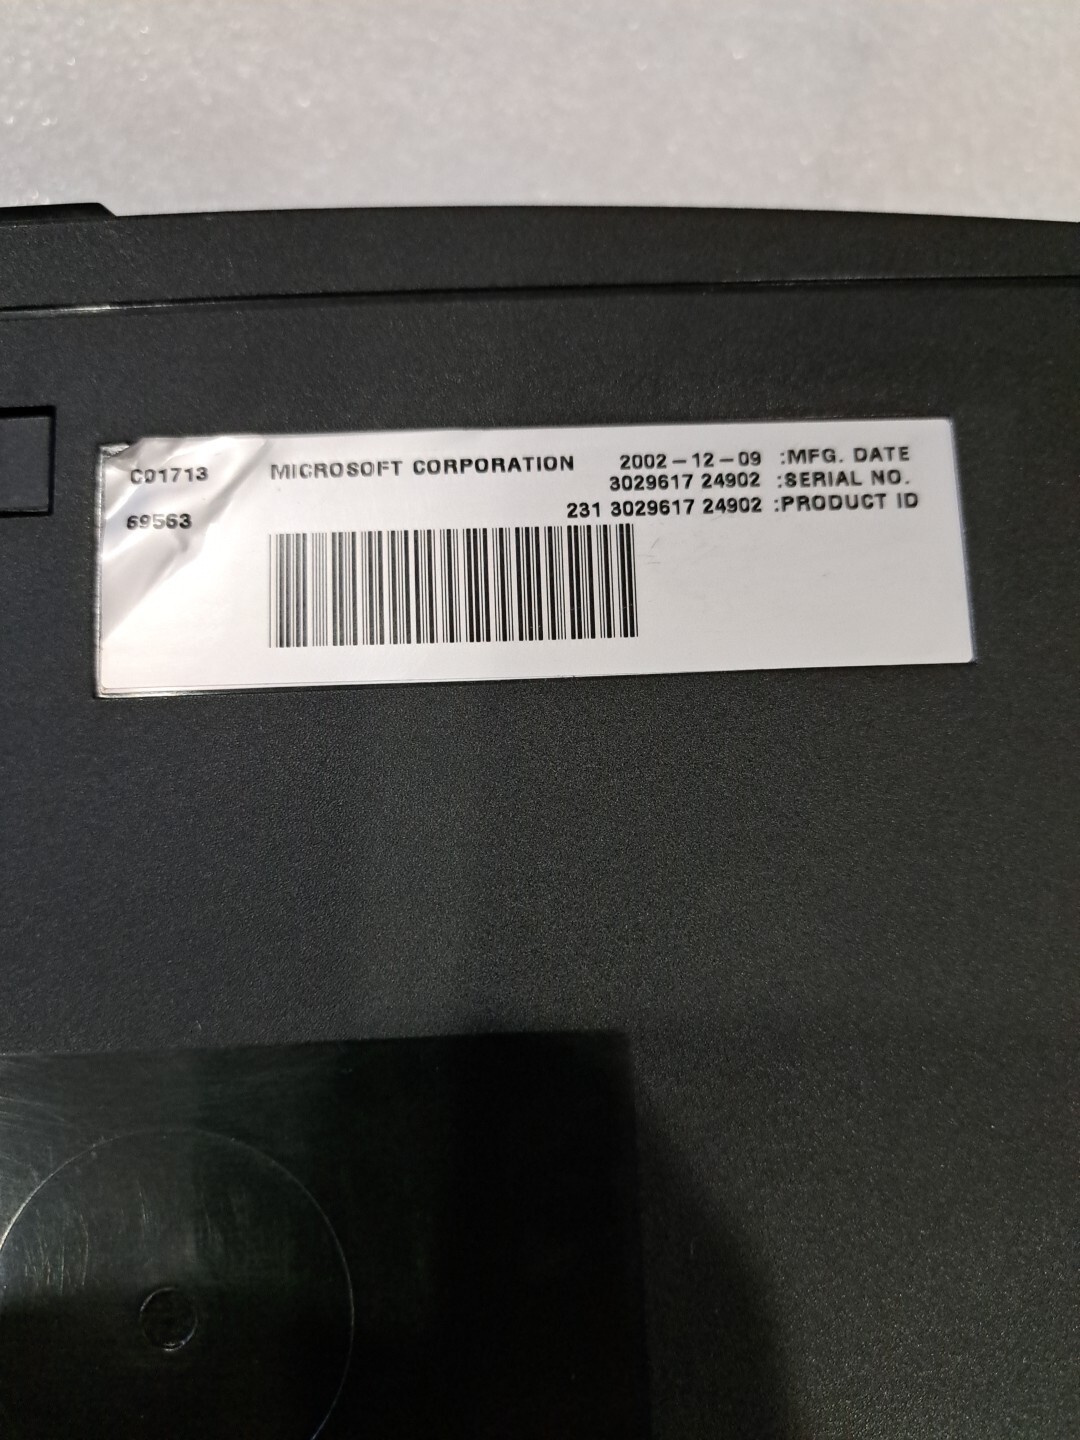 C01713
69563
MICROSOFT CORPORATION
2002-12-09 :MFG. DATE
3029617 24902 :SERIAL NO.
231 3029617 24902 :PRODUCT ID